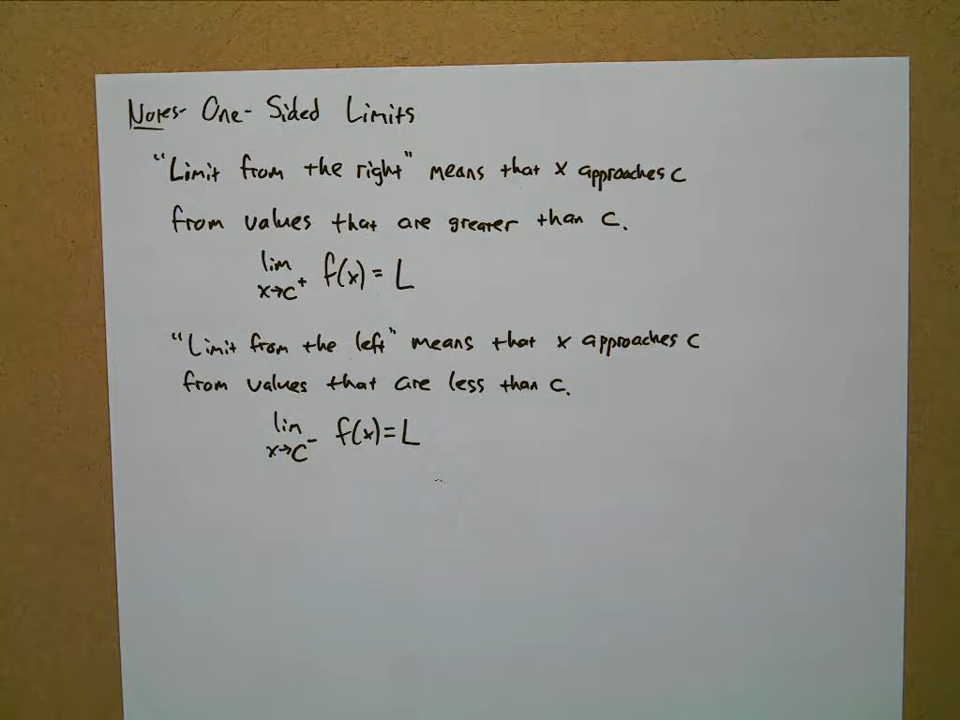 Notes- One-Sided Limits
"Limit from the right" means that x approaches c
from values that are greater than c.
lim f(x) = L
x→c⁺
"Limit from the left" means that x approaches c
from values that are less than c.
lim f(x) = L
x→c⁻